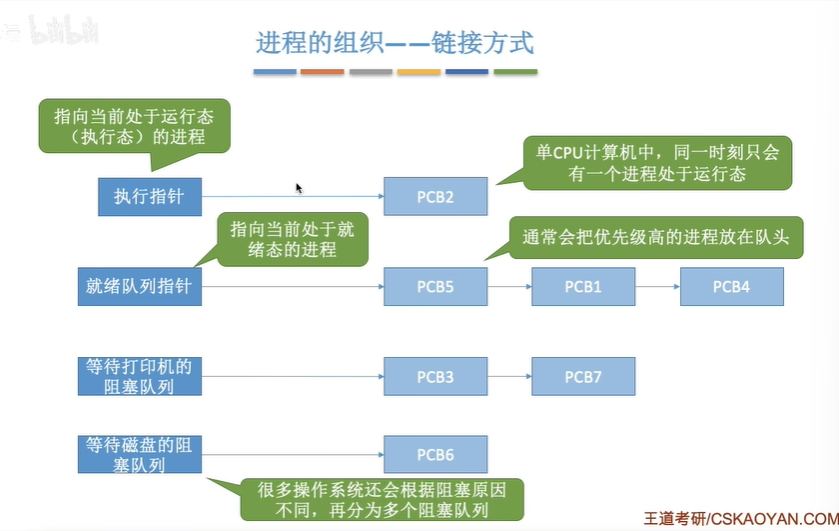 bilibili
进程的组织——链接方式
指向当前处于运行态
（执行态）的进程
单CPU计算机中，同一时刻只会
有一个进程处于运行态
执行指针
PCB2
指向当前处于就
绪态的进程
通常会把优先级高的进程放在队头
就绪队列指针
PCB5
PCB1
PCB4
等待打印机的
阻塞队列
PCB3
PCB7
等待磁盘的阻
塞队列
PCB6
很多操作系统还会根据阻塞原因
不同，再分为多个阻塞队列
王道考研/CSKAOYAN.COM